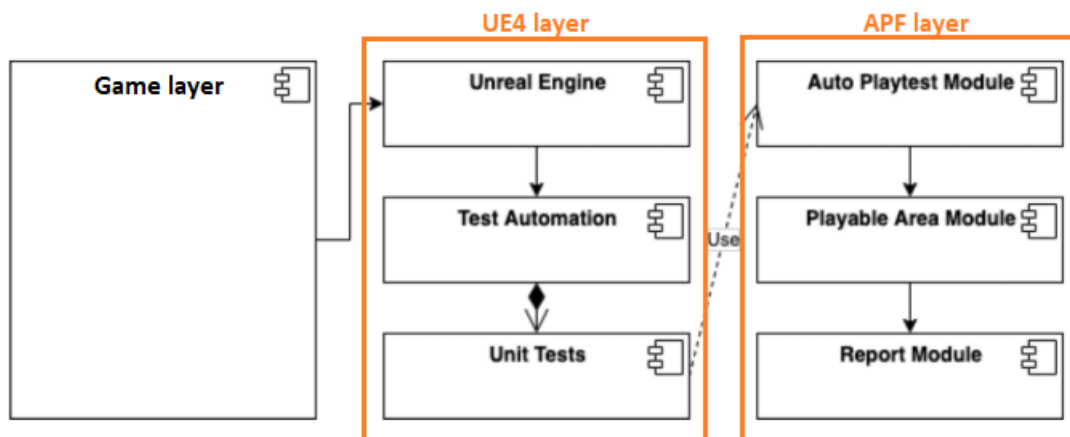 UE4 layer
APF layer
Game layer
Unreal Engine
Auto Playtest Module
Test Automation
Playable Area Module
Use
Unit Tests
Report Module